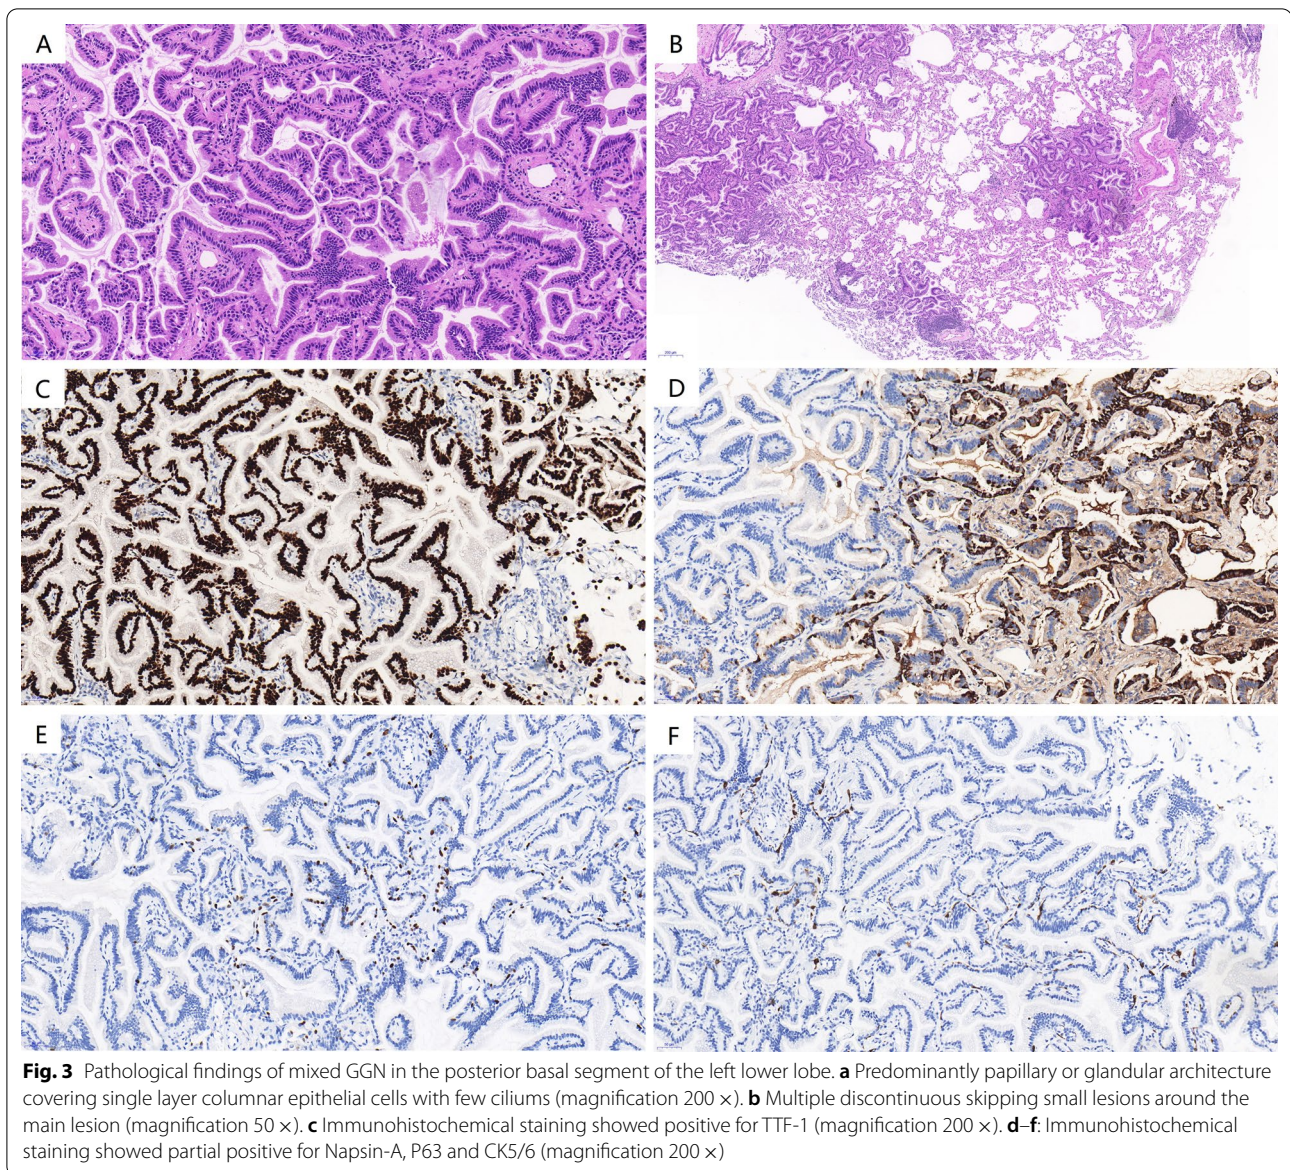 A
B
C
D
E
F
Fig. 3 Pathological findings of mixed GGN in the posterior basal segment of the left lower lobe. a Predominantly papillary or glandular architecture
covering single layer columnar epithelial cells with few ciliums (magnification 200 ×). b Multiple discontinuous skipping small lesions around the
main lesion (magnification 50 ×). c Immunohistochemical staining showed positive for TTF-1 (magnification 200 ×). d–f: Immunohistochemical
staining showed partial positive for Napsin-A, P63 and CK5/6 (magnification 200 ×)